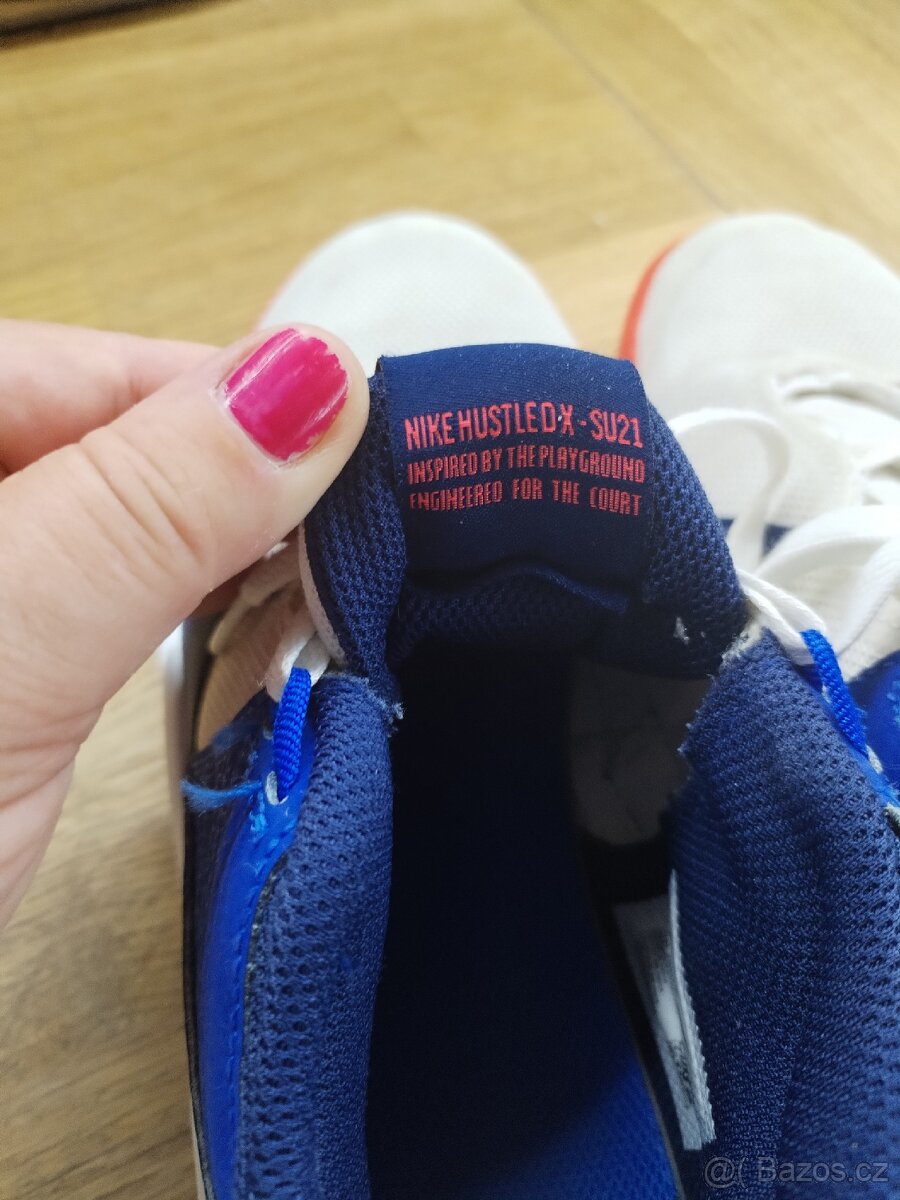 NIKE HUSTLE D·X - SU21
INSPIRED BY THE PLAYGROUND
ENGINEERED FOR THE COURT
@( Bazos.cz